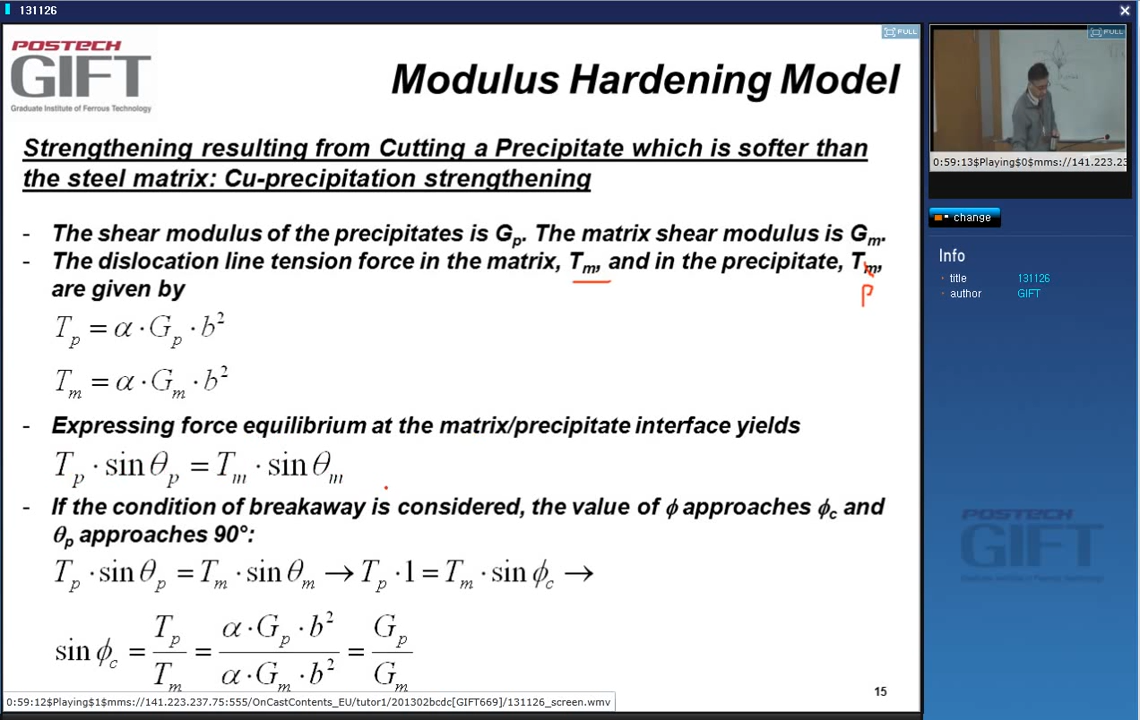 131126
POSTECH
GIFT
Graduate Institute of Ferrous Technology
Modulus Hardening Model
Strengthening resulting from Cutting a Precipitate which is softer than
the steel matrix: Cu-precipitation strengthening
- The shear modulus of the precipitates is Gp. The matrix shear modulus is Gm.
- The dislocation line tension force in the matrix, Tm, and in the precipitate, Tm,
p
are given by
Tp = α · Gp · b²
Tm = α · Gm · b²
- Expressing force equilibrium at the matrix/precipitate interface yields
Tp · sin θp = Tm · sin θm
- If the condition of breakaway is considered, the value of ϕ approaches ϕc and
θp approaches 90°:
Tp · sin θp = Tm · sin θm → Tp · 1 = Tm · sin ϕc →
sin ϕc = Tp / Tm = α · Gp · b² / α · Gm · b² = Gp / Gm
15
0:59:12$Playing$1$mms://141.223.237.75:555/OnCastContents_EU/tutor1/201302bcdc[GIFT669]/131126_screen.wmv
FULL
FULL
0:59:13$Playing$0$mms://141.223.23
change
Info
title 131126
author GIFT
POSTECH
GIFT